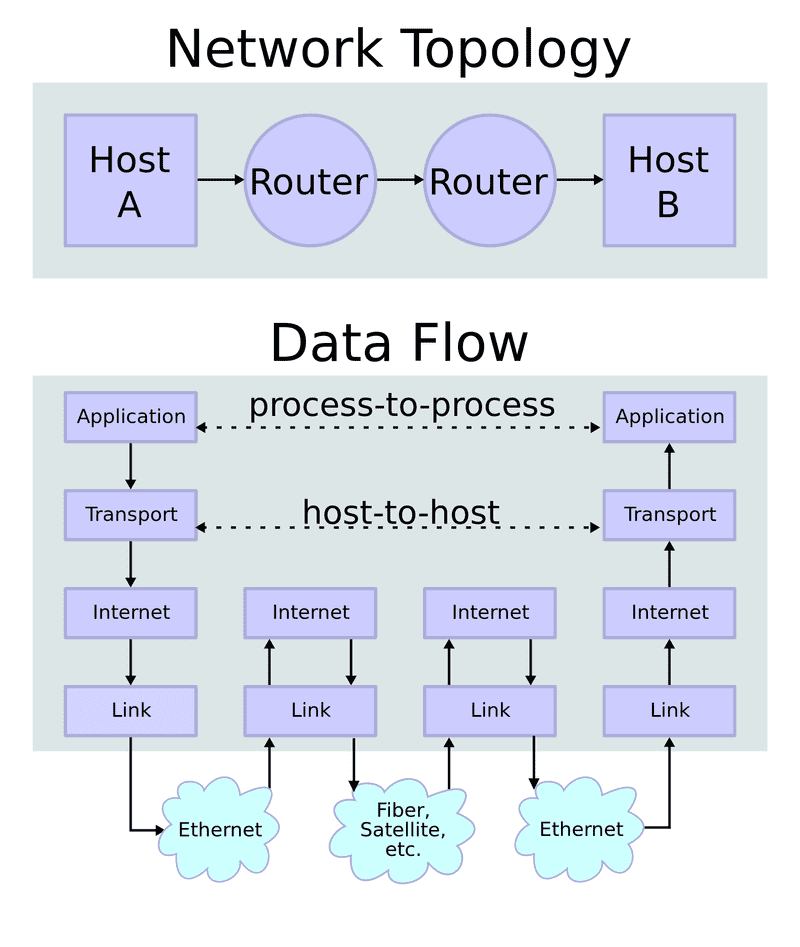 Network Topology
Host
A
Router
Router
Host
B
Data Flow
Application
process-to-process
Application
Transport
host-to-host
Transport
Internet
Internet
Internet
Internet
Link
Link
Link
Link
Ethernet
Fiber,
Satellite,
etc.
Ethernet